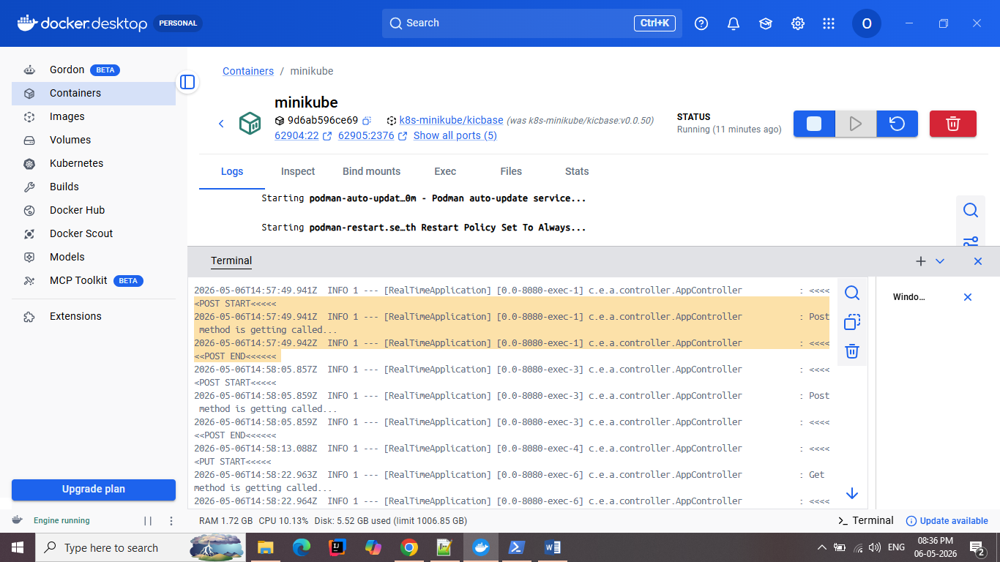 docker.desktop PERSONAL
Search
Ctrl+K
O
Gordon BETA
Containers
Images
Volumes
Kubernetes
Builds
Docker Hub
Docker Scout
Models
MCP Toolkit BETA
Extensions
Upgrade plan
Containers / minikube
minikube
9d6ab596ce69 k8s-minikube/kicbase (was k8s-minikube/kicbase:v0.0.50)
62904:22 62905:2376 Show all ports (5)
STATUS
Running (11 minutes ago)
Logs Inspect Bind mounts Exec Files Stats
Starting podman-auto-updat…0m - Podman auto-update service...
Starting podman-restart.se…th Restart Policy Set To Always...
Terminal
2026-05-06T14:57:49.941Z  INFO 1 --- [RealTimeApplication] [0.0-8080-exec-1] c.e.a.controller.AppController           : <<<<
<POST START<<<<<
2026-05-06T14:57:49.941Z  INFO 1 --- [RealTimeApplication] [0.0-8080-exec-1] c.e.a.controller.AppController           : Post
 method is getting called...
2026-05-06T14:57:49.942Z  INFO 1 --- [RealTimeApplication] [0.0-8080-exec-1] c.e.a.controller.AppController           : <<<<
<<POST END<<<<<<
2026-05-06T14:58:05.857Z  INFO 1 --- [RealTimeApplication] [0.0-8080-exec-3] c.e.a.controller.AppController           : <<<<
<POST START<<<<<
2026-05-06T14:58:05.859Z  INFO 1 --- [RealTimeApplication] [0.0-8080-exec-3] c.e.a.controller.AppController           : Post
 method is getting called...
2026-05-06T14:58:05.859Z  INFO 1 --- [RealTimeApplication] [0.0-8080-exec-3] c.e.a.controller.AppController           : <<<<
<<POST END<<<<<<
2026-05-06T14:58:13.088Z  INFO 1 --- [RealTimeApplication] [0.0-8080-exec-4] c.e.a.controller.AppController           : <<<<
<PUT START<<<<<
2026-05-06T14:58:22.963Z  INFO 1 --- [RealTimeApplication] [0.0-8080-exec-6] c.e.a.controller.AppController           : Get
method is getting called...
2026-05-06T14:58:22.964Z  INFO 1 --- [RealTimeApplication] [0.0-8080-exec-6] c.e.a.controller.AppController           : <<<<
Windo...
Engine running
RAM 1.72 GB CPU 10.13% Disk: 5.52 GB used (limit 1006.85 GB)
Terminal
Update available
Type here to search
ENG
08:36 PM
06-05-2026
2